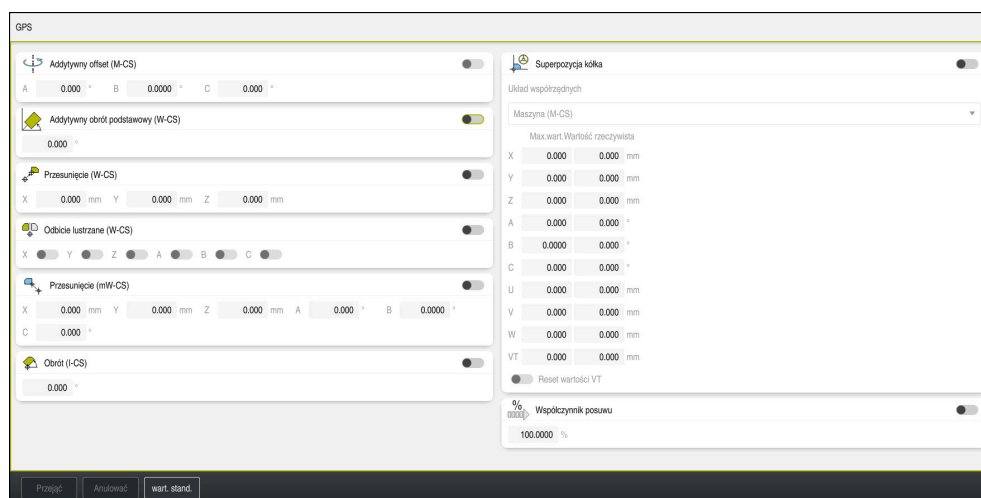 GPS
Addytywny offset (M-CS)
A 0.000 ° B 0.0000 ° C 0.000 °
Addytywny obrót podstawowy (W-CS)
0.000 °
Przesunięcie (W-CS)
X 0.000 mm Y 0.000 mm Z 0.000 mm
Odbicie lustrzane (W-CS)
X Y Z A B C
Przesunięcie (mW-CS)
X 0.000 mm Y 0.000 mm Z 0.000 mm A 0.000 ° B 0.0000 °
C 0.000 °
Obrót (I-CS)
0.000 °
Superpozycja kółka
Układ współrzędnych
Maszyna (M-CS)
Max.wart.Wartość rzeczywista
X 0.000 0.000 mm
Y 0.000 0.000 mm
Z 0.000 0.000 mm
A 0.000 0.000 °
B 0.0000 0.000 °
C 0.000 0.000 °
U 0.000 0.000 mm
V 0.000 0.000 mm
W 0.000 0.000 mm
VT 0.000 0.000 mm
Reset wartości VT
% Współczynnik posuwu
100.0000 %
Przejąć Anulować wart. stand.